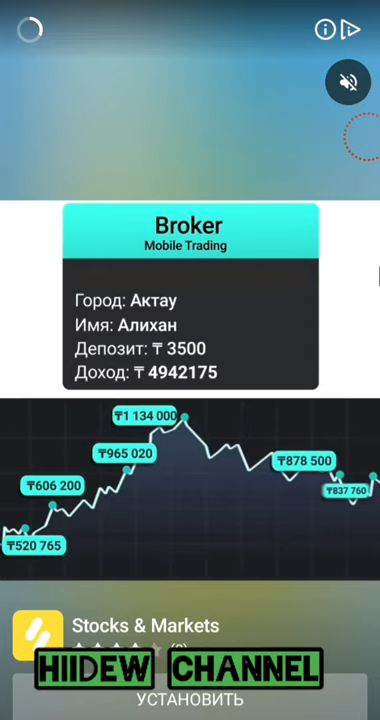 Broker
Mobile Trading
Город: Актау
Имя: Алихан
Депозит: ₸ 3500
Доход: ₸ 4942175
₸1 134 000
₸965 020
₸878 500
₸606 200
₸837 760
₸520 765
Stocks & Markets
HIIDEW CHANNEL
УСТАНОВИТЬ